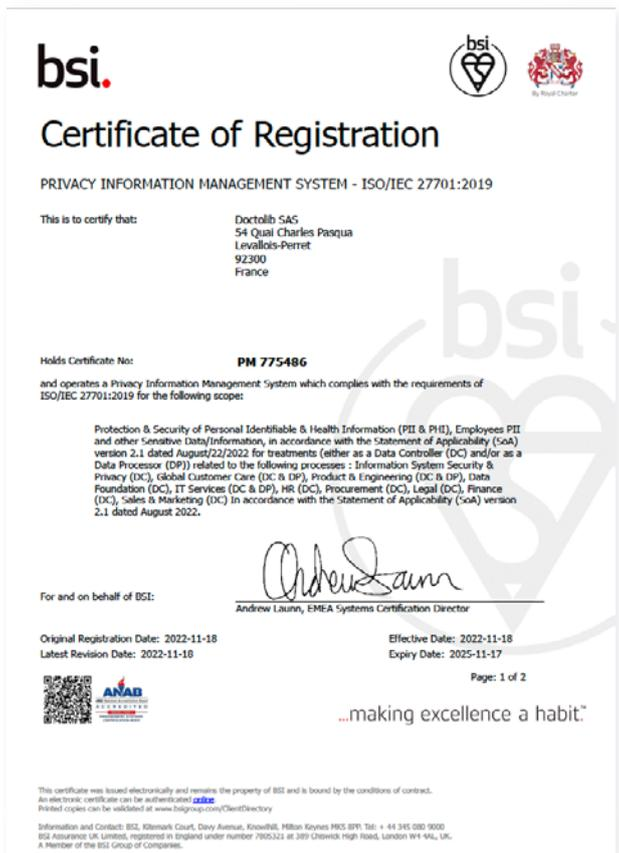 bsi.
bsi
By Royal Charter
Certificate of Registration
PRIVACY INFORMATION MANAGEMENT SYSTEM - ISO/IEC 27701:2019
This is to certify that:
Doctolib SAS
54 Quai Charles Pasqua
Levallois-Perret
92300
France
bsi
Holds Certificate No:
PM 775486
and operates a Privacy Information Management System which complies with the requirements of
ISO/IEC 27701:2019 for the following scope:
Protection & Security of Personal Identifiable & Health Information (PII & PHI), Employees PII
and other Sensitive Data/Information, in accordance with the Statement of Applicability (SoA)
version 2.1 dated August/22/2022 for treatments (either as a Data Controller (DC) and/or as a
Data Processor (DP)) related to the following processes : Information System Security &
Privacy (DC), Global Customer Care (DC & DP), Product & Engineering (DC & DP), Data
Foundation (DC), IT Services (DC & DP), HR (DC), Procurement (DC), Legal (DC), Finance
(DC), Sales & Marketing (DC) In accordance with the Statement of Applicability (SoA) version
2.1 dated August 2022.
For and on behalf of BSI:
Andrew Launn, EMEA Systems Certification Director
Original Registration Date: 2022-11-18
Effective Date: 2022-11-18
Latest Revision Date: 2022-11-18
Expiry Date: 2025-11-17
Page: 1 of 2
ANAB
ACCREDITED
...making excellence a habit.™
This certificate was issued electronically and remains the property of BSI and is bound by the conditions of contract.
An electronic certificate can be authenticated online.
Printed copies can be validated at www.bsigroup.com/ClientDirectory
Information and Contact: BSI, Kitemark Court, Davy Avenue, Knowlhill, Milton Keynes MK5 8PP. Tel: + 44 345 080 9000
BSI Assurance UK Limited, registered in England under number 7805321 at 389 Chiswick High Road, London W4 4AL, UK.
A Member of the BSI Group of Companies.